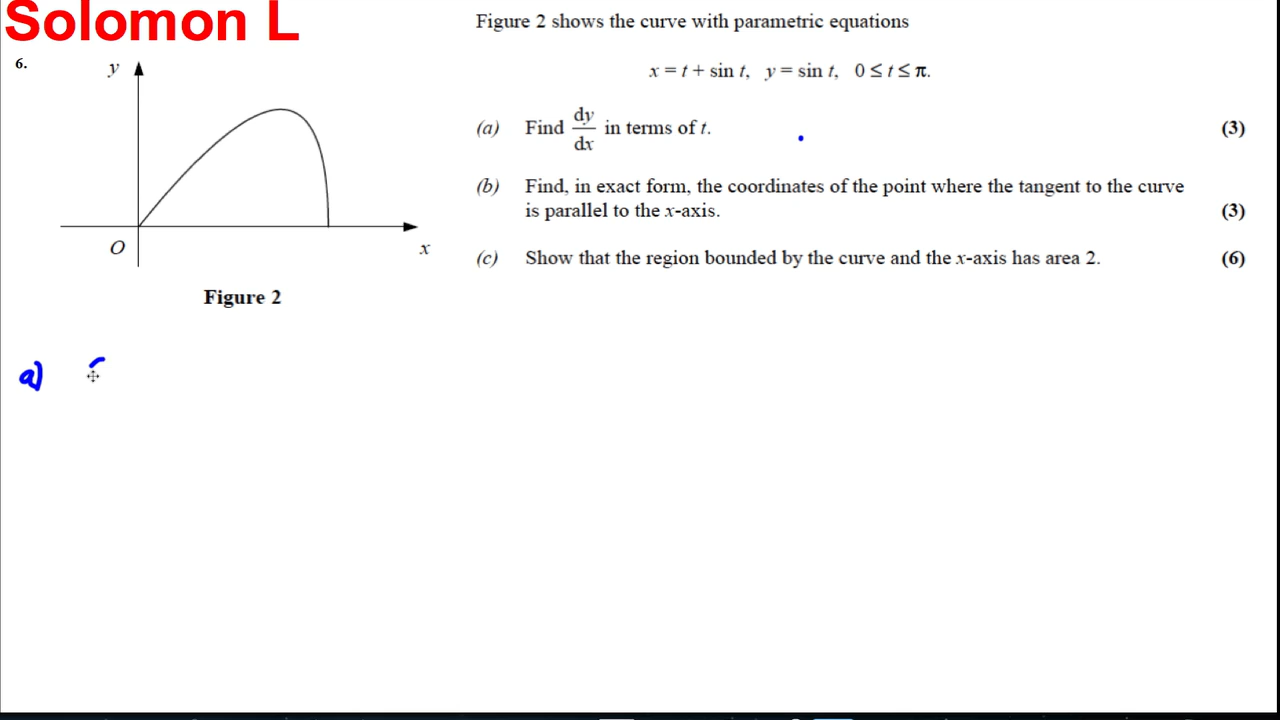 Solomon L
6.
y
O
x
Figure 2
Figure 2 shows the curve with parametric equations
x = t + sin t, y = sin t, 0 ≤ t ≤ π.
(a) Find dy/dx in terms of t. (3)
(b) Find, in exact form, the coordinates of the point where the tangent to the curve
is parallel to the x-axis. (3)
(c) Show that the region bounded by the curve and the x-axis has area 2. (6)
a)